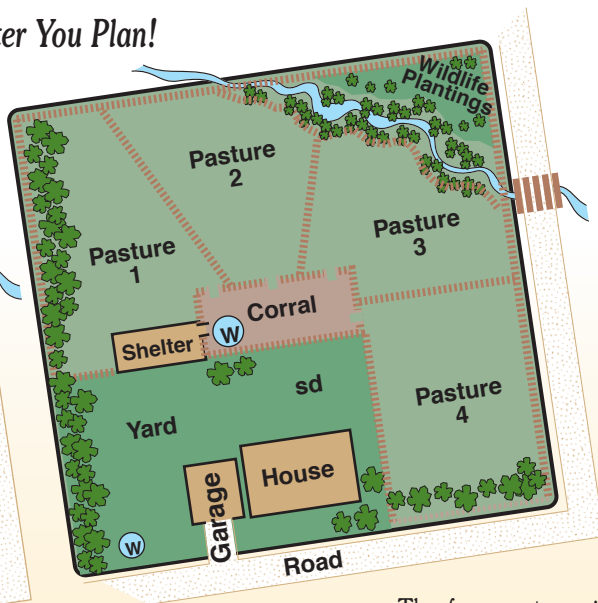 ter You Plan!
Wildlife
Plantings
Pasture
2
Pasture
3
Pasture
1
Corral
W
Shelter
sd
Pasture
4
Yard
House
Garage
W
Road